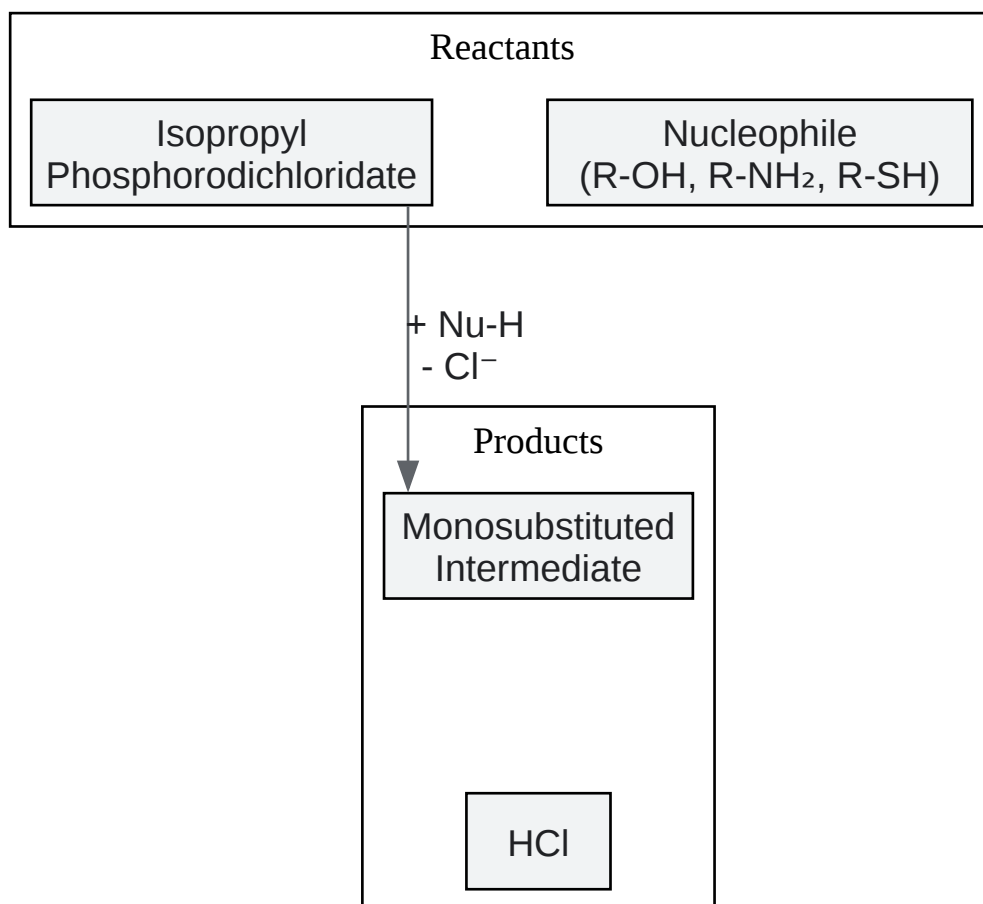 Reactants
Isopropyl
Phosphorodichloridate
Nucleophile
(R-OH, R-NH₂, R-SH)
+ Nu-H
- Cl⁻
Products
Monosubstituted
Intermediate
HCl